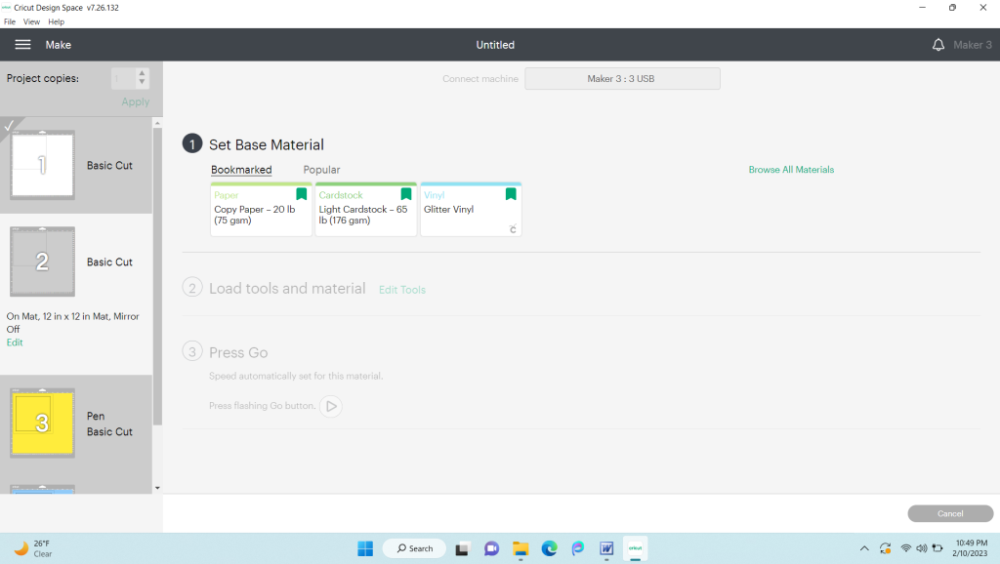 cricut Cricut Design Space v7.26.132
File View Help
Make
Untitled
Maker 3
Project copies:
1
Apply
Connect machine
Maker 3 : 3 USB
1
Basic Cut
2
Basic Cut
On Mat, 12 in x 12 in Mat, Mirror
Off
Edit
3
Pen
Basic Cut
1 Set Base Material
Bookmarked
Popular
Browse All Materials
Paper
Copy Paper – 20 lb
(75 gsm)
Cardstock
Light Cardstock – 65
lb (176 gsm)
Vinyl
Glitter Vinyl
C
2 Load tools and material
Edit Tools
3 Press Go
Speed automatically set for this material.
Press flashing Go button.
Cancel
26°F
Clear
Search
W
cricut
10:49 PM
2/10/2023